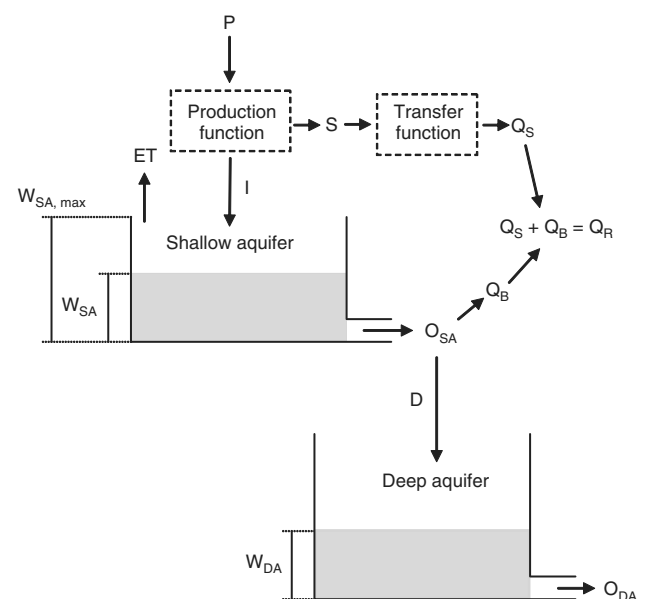 P
Production
function
S
Transfer
function
Q_S
ET
I
W_SA, max
Shallow aquifer
Q_S + Q_B = Q_R
W_SA
Q_B
O_SA
D
Deep aquifer
W_DA
O_DA